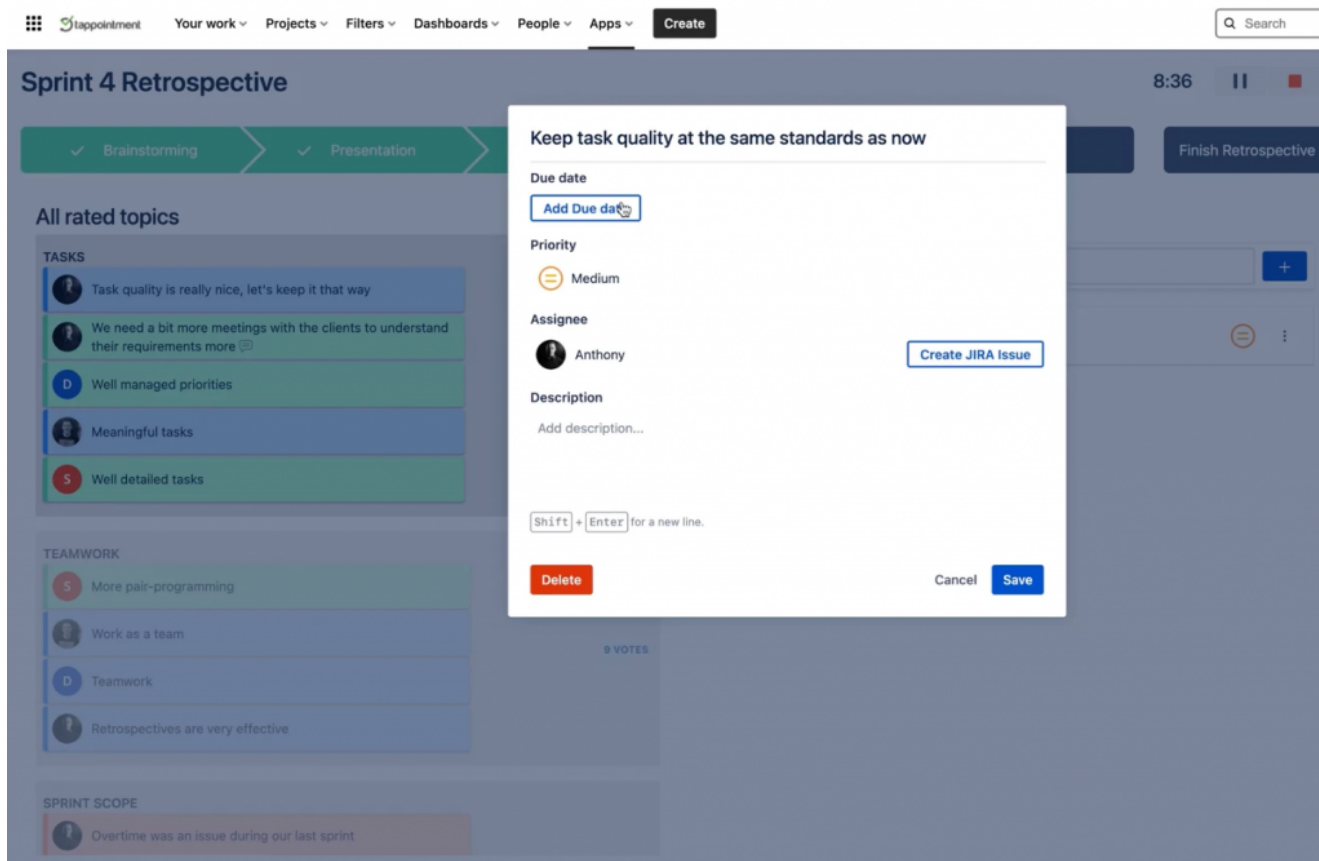 Stappointment
Your work
Projects
Filters
Dashboards
People
Apps
Create
Search
Sprint 4 Retrospective
8:36
Brainstorming
Presentation
Finish Retrospective
All rated topics
TASKS
Task quality is really nice, let's keep it that way
We need a bit more meetings with the clients to understand
their requirements more
D
Well managed priorities
Meaningful tasks
S
Well detailed tasks
TEAMWORK
S
More pair-programming
Work as a team
9 VOTES
D
Teamwork
Retrospectives are very effective
SPRINT SCOPE
Overtime was an issue during our last sprint
Keep task quality at the same standards as now
Due date
Add Due dat
Priority
Medium
Assignee
Anthony
Create JIRA Issue
Description
Add description...
Shift + Enter for a new line.
Delete
Cancel
Save